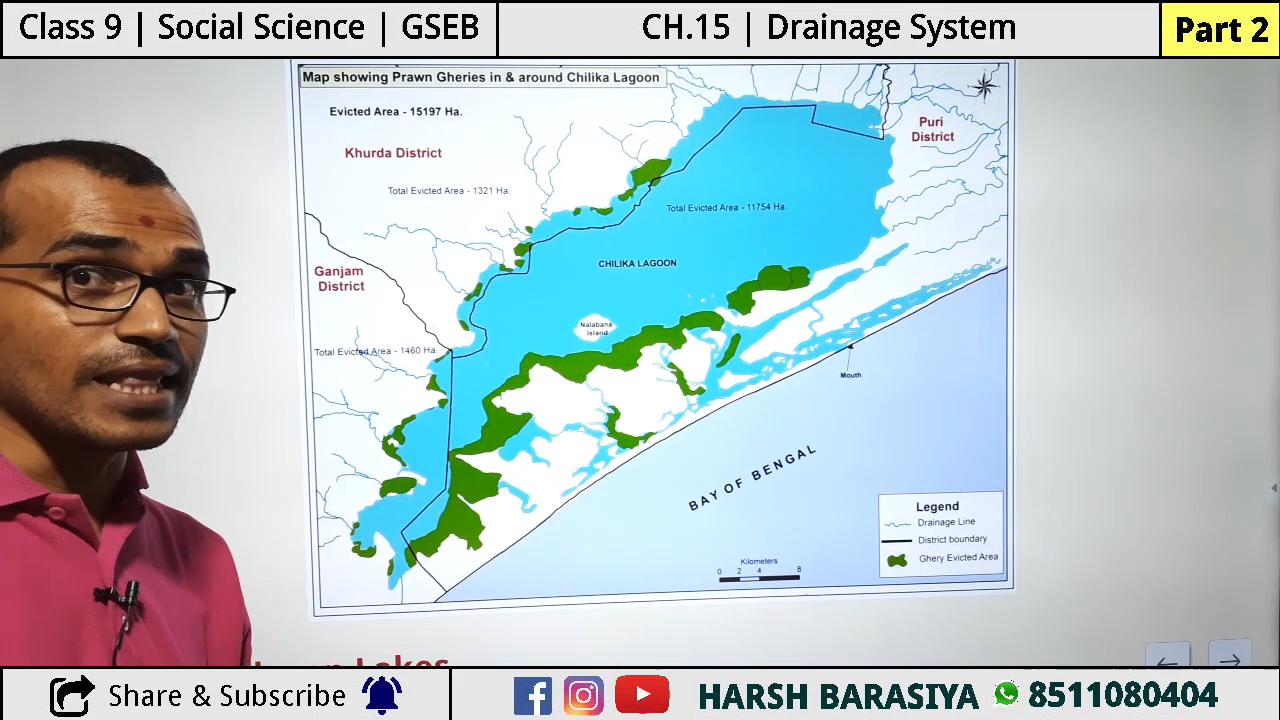 Class 9 | Social Science | GSEB
CH.15 | Drainage System
Part 2
Map showing Prawn Gheries in & around Chilika Lagoon
Evicted Area - 15197 Ha.
Puri
District
Khurda District
Total Evicted Area - 1321 Ha.
Total Evicted Area - 11754 Ha.
CHILIKA LAGOON
Ganjam
District
Nalabana
Island
Total Evicted Area - 1460 Ha.
Mouth
BAY OF BENGAL
Legend
Drainage Line
District boundary
Ghery Evicted Area
Kilometers
0 2 4 8
Lakes
Share & Subscribe
HARSH BARASIYA
8511080404